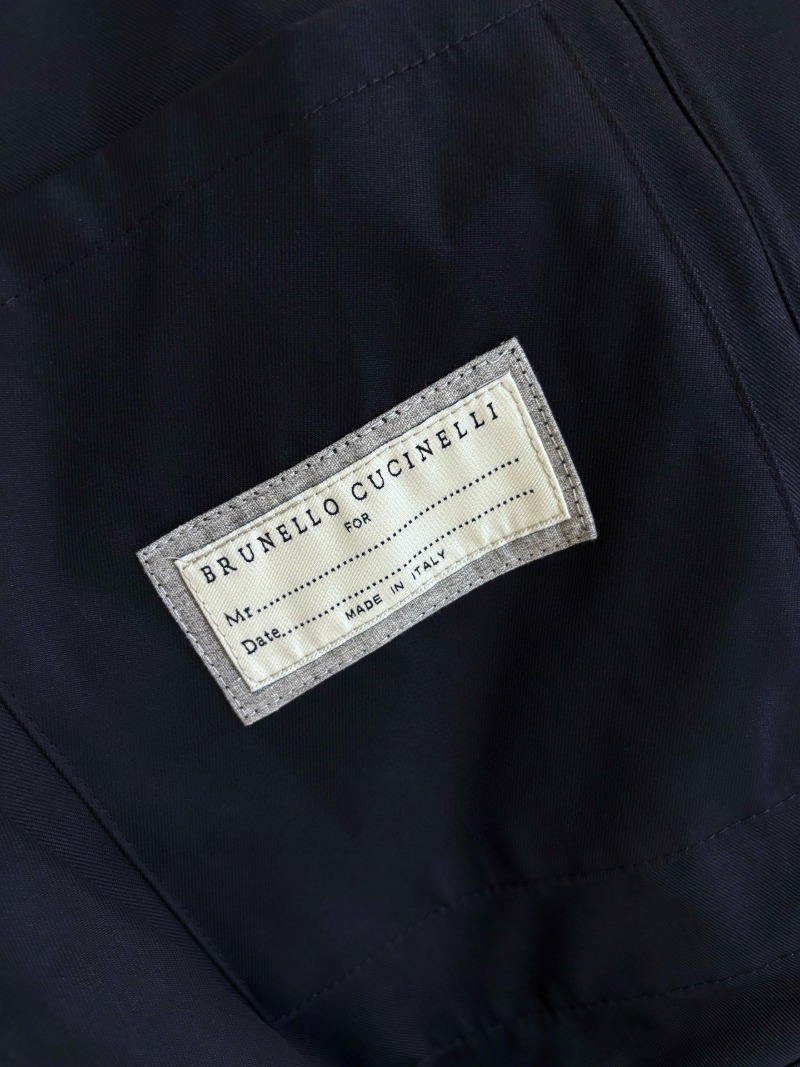 BRUNELLO CUCINELLI
FOR
Mr..............................
Date..............................
MADE IN ITALY